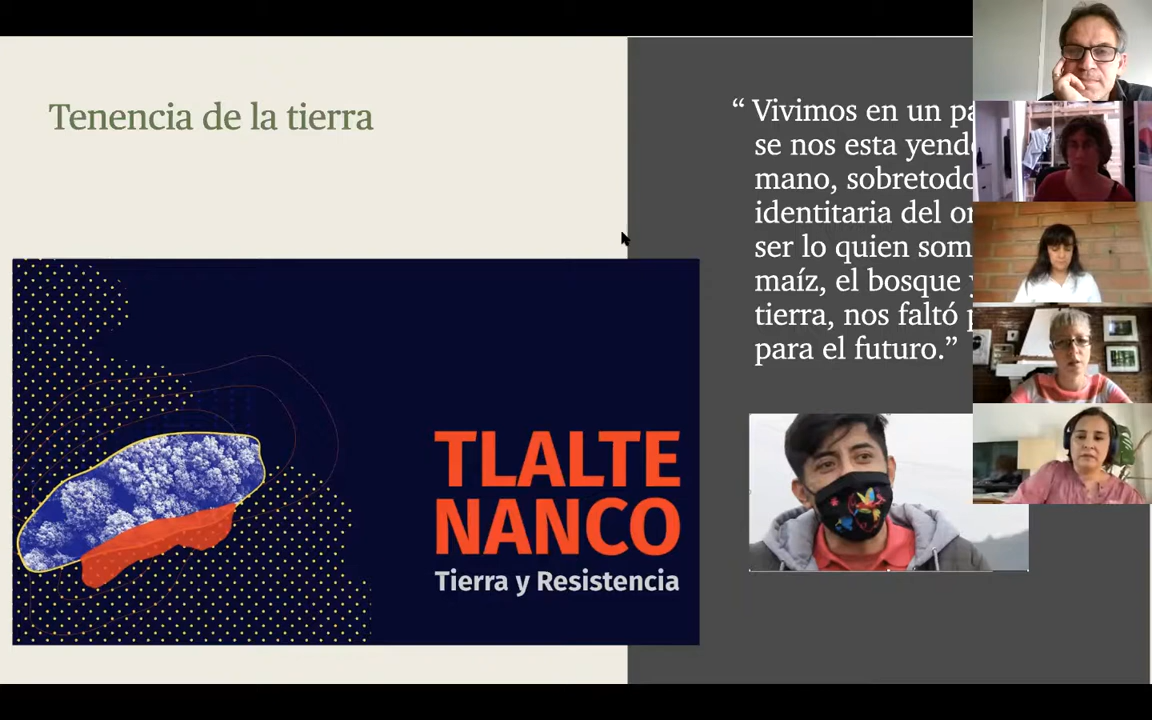 Tenencia de la tierra
“ Vivimos en un
se nos esta
mano, sobretodo
identitaria del
ser lo quien
maíz, el bosque
tierra, nos faltó
para el futuro.”
TLALTE
NANCO
Tierra y Resistencia